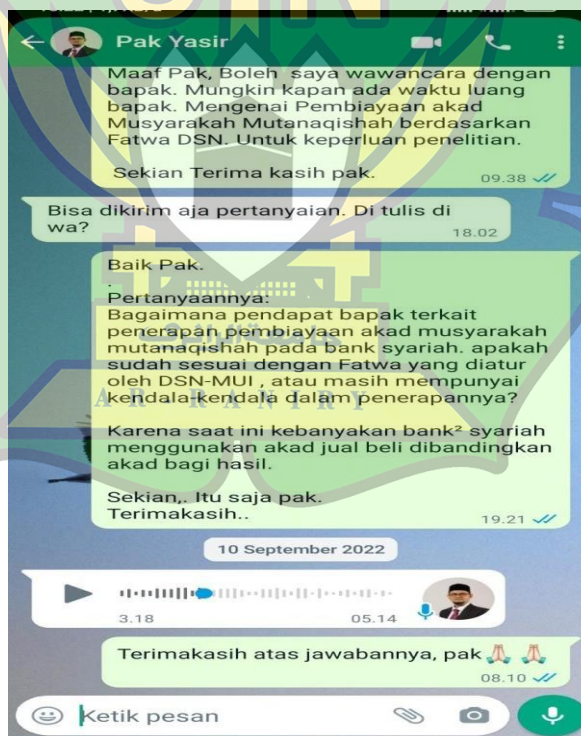 Pak Yasir
Maaf Pak, Boleh saya wawancara dengan
bapak. Mungkin kapan ada waktu luang
bapak. Mengenai Pembiayaan akad
Musyarakah Mutanaqishah berdasarkan
Fatwa DSN. Untuk keperluan penelitian.
Sekian Terima kasih pak.
09.38
Bisa dikirim aja pertanyaian. Di tulis di
wa?
18.02
Baik Pak.
.
Pertanyaannya:
Bagaimana pendapat bapak terkait
penerapan pembiayaan akad musyarakah
mutanaqishah pada bank syariah. apakah
sudah sesuai dengan Fatwa yang diatur
oleh DSN-MUI , atau masih mempunyai
kendala-kendala dalam penerapannya?
Karena saat ini kebanyakan bank² syariah
menggunakan akad jual beli dibandingkan
akad bagi hasil.
Sekian,. Itu saja pak.
Terimakasih..
19.21
جامعة الرانري
AR-RANIRY
10 September 2022
3.18
05.14
Terimakasih atas jawabannya, pak 🙏🏻 🙏🏻
08.10
Ketik pesan